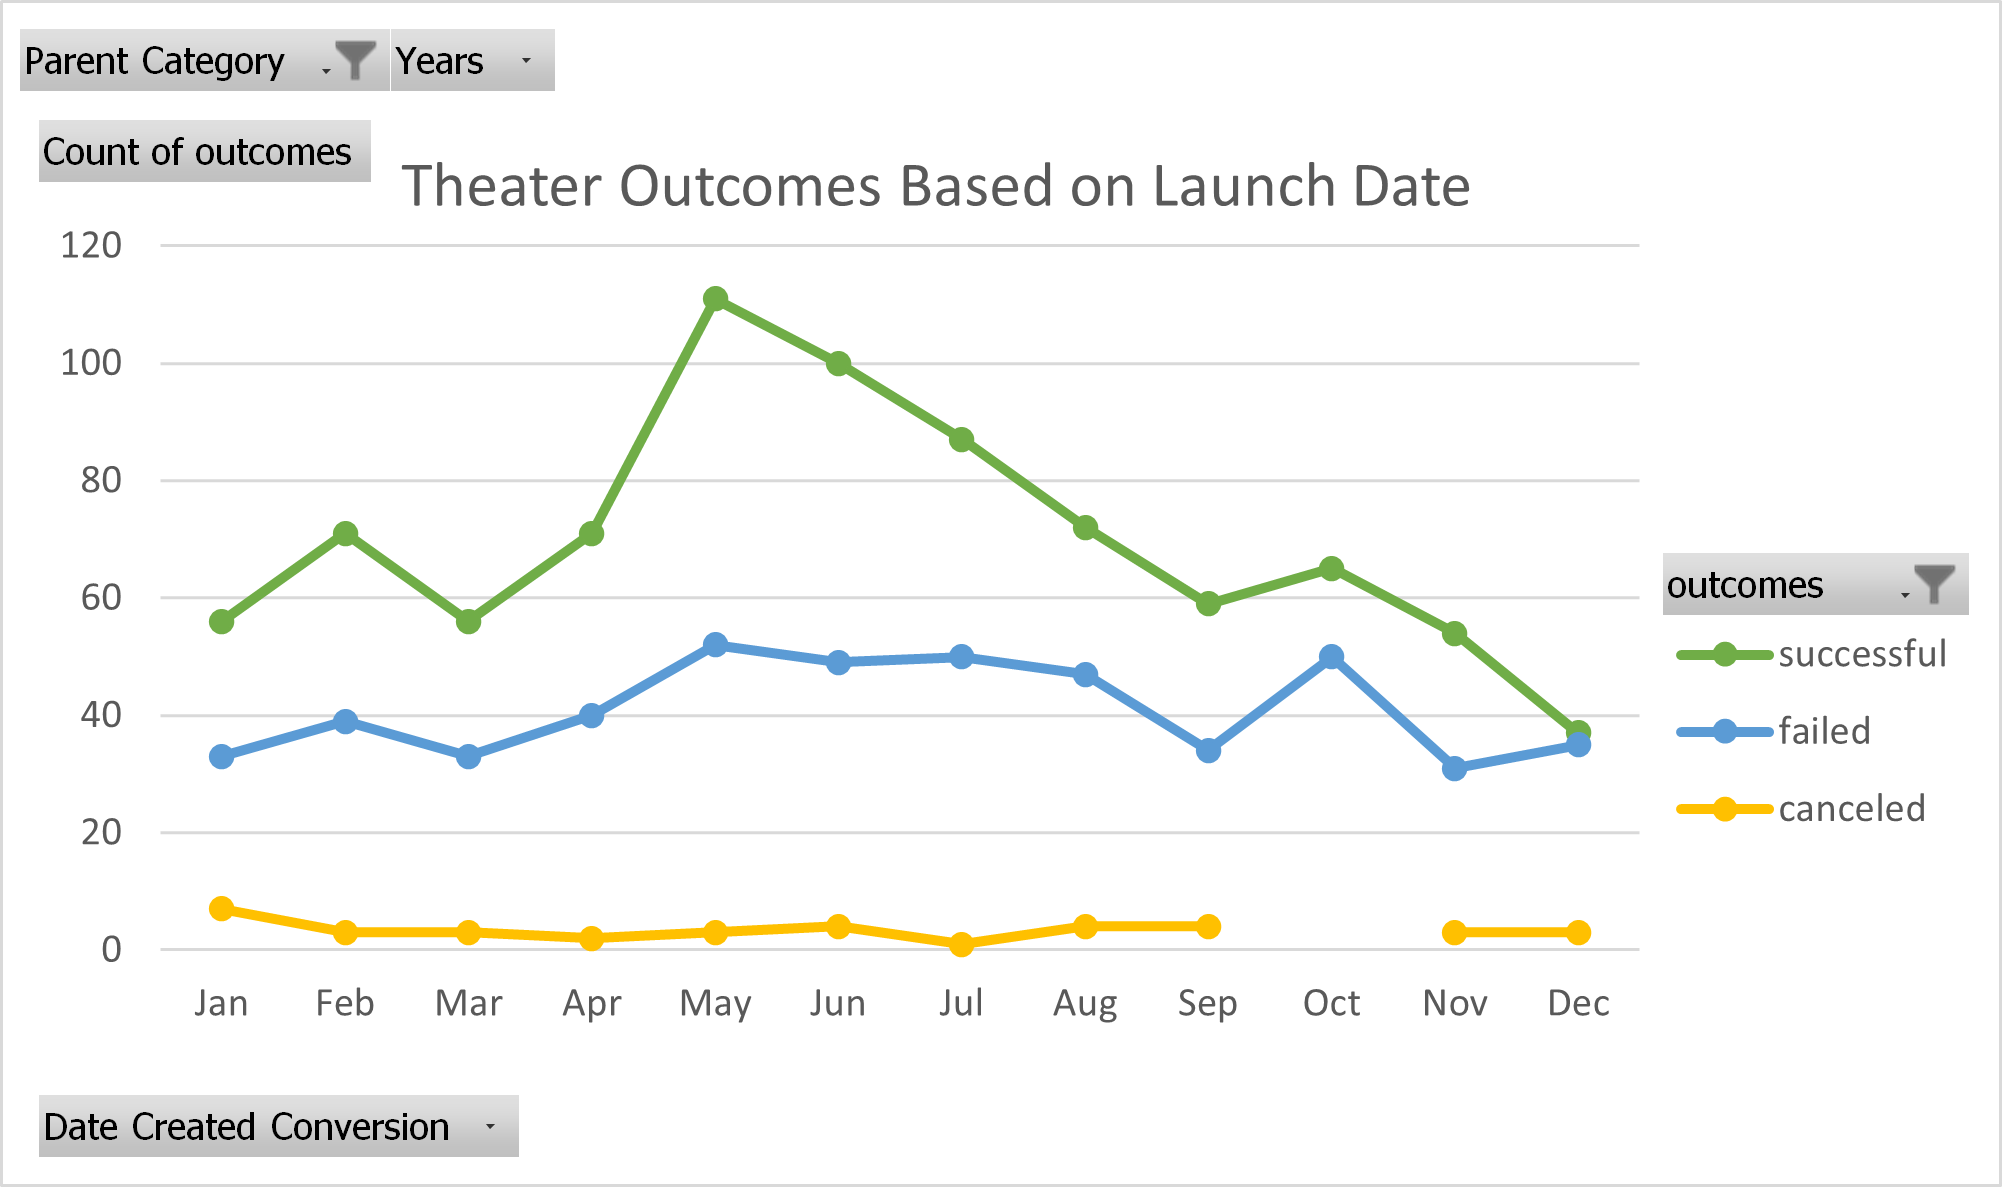 Parent Category Years
Count of outcomes
Theater Outcomes Based on Launch Date
120
100
80
60
40
20
0
Jan Feb Mar Apr May Jun Jul Aug Sep Oct Nov Dec
outcomes
successful
failed
canceled
Date Created Conversion